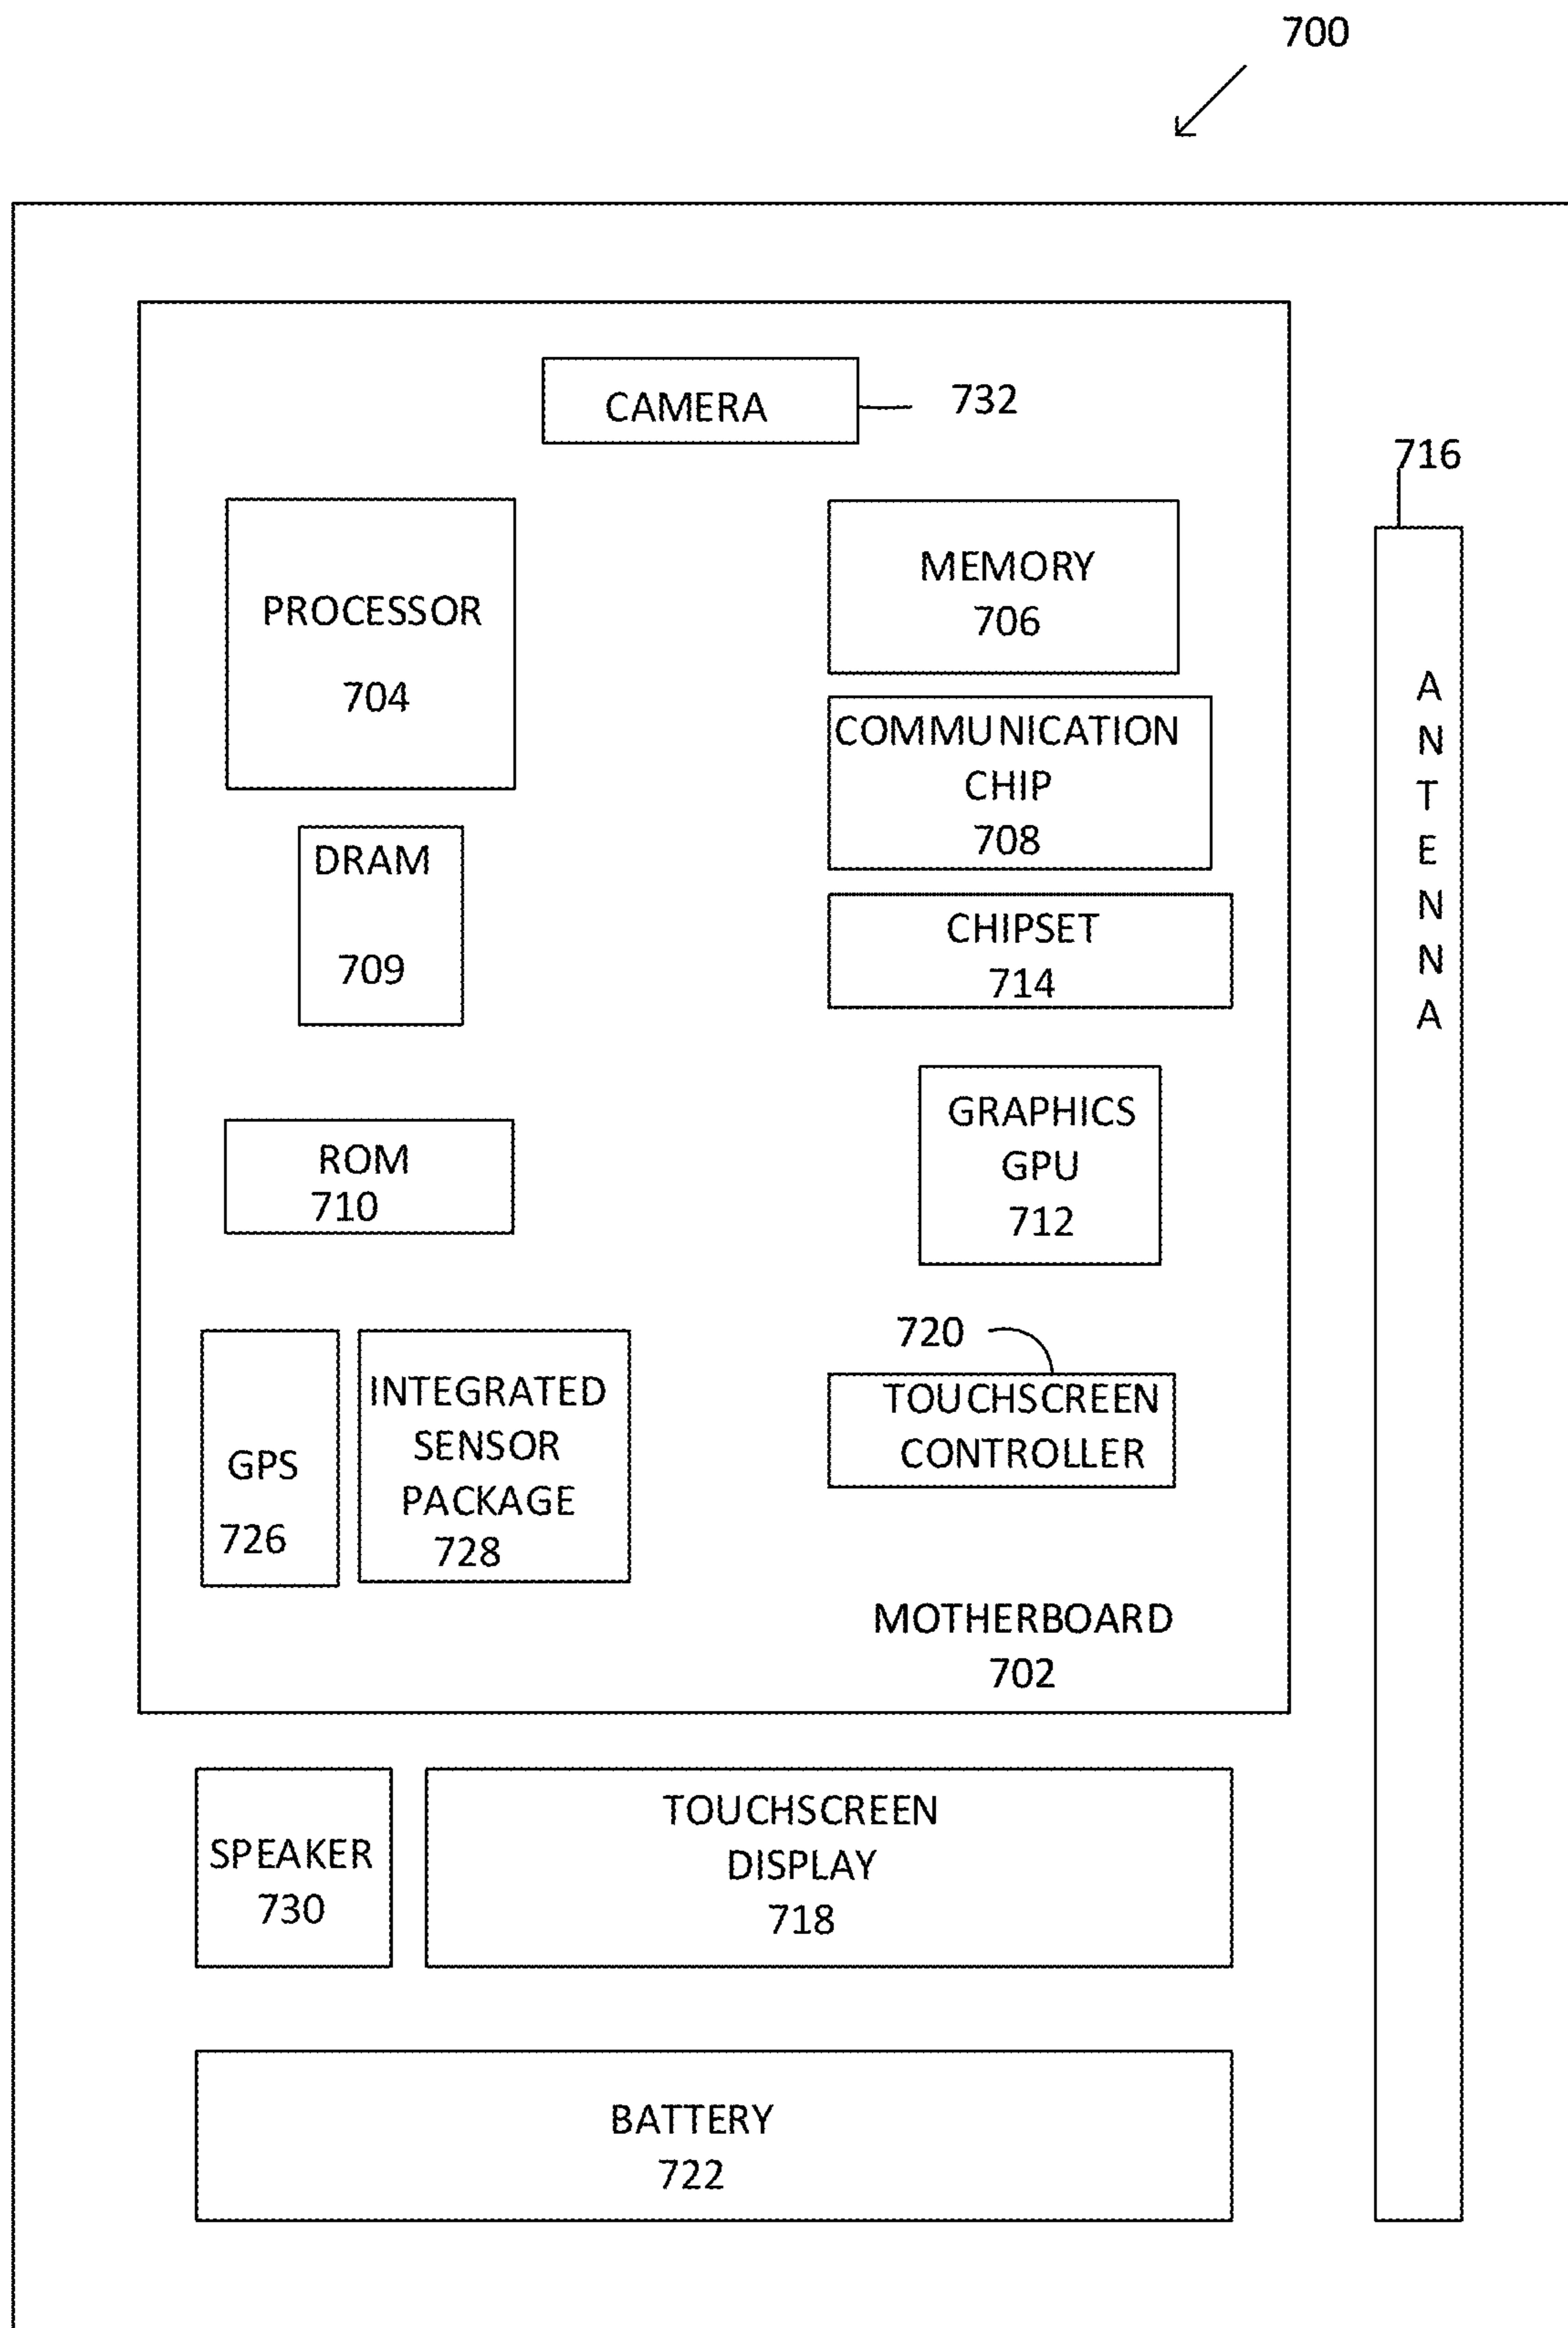 700
CAMERA
732
716
PROCESSOR
704
MEMORY
706
COMMUNICATION
CHIP
708
DRAM
709
CHIPSET
714
ANTENNA
ROM
710
GRAPHICS
GPU
712
GPS
726
INTEGRATED
SENSOR
PACKAGE
728
720
TOUCHSCREEN
CONTROLLER
MOTHERBOARD
702
SPEAKER
730
TOUCHSCREEN
DISPLAY
718
BATTERY
722